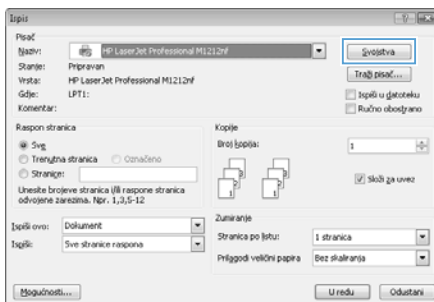 Ispis
Pisač
Naziv: HP LaserJet Professional M1212nf Svojstva
Stanje: Pripravan
Vrsta: HP LaserJet Professional M1212nf Traži pisač...
Gdje: LPT1: Ispiši u datoteku
Komentar: Ručno obostrano
Raspon stranica Kopije
Sve Broj kopija: 1
Trenutna stranica Označeno
Stranice:
Unesite brojeve stranica i/ili raspone stranica
odvojene zarezima. Npr. 1,3,5-12
Složi za uvez
Ispiši ovo: Dokument Zumiranje
Ispiši: Sve stranice raspona Stranica po listu: 1 stranica
Prilagodi veličini papira Bez skaliranja
Mogućnosti... U redu Odustani